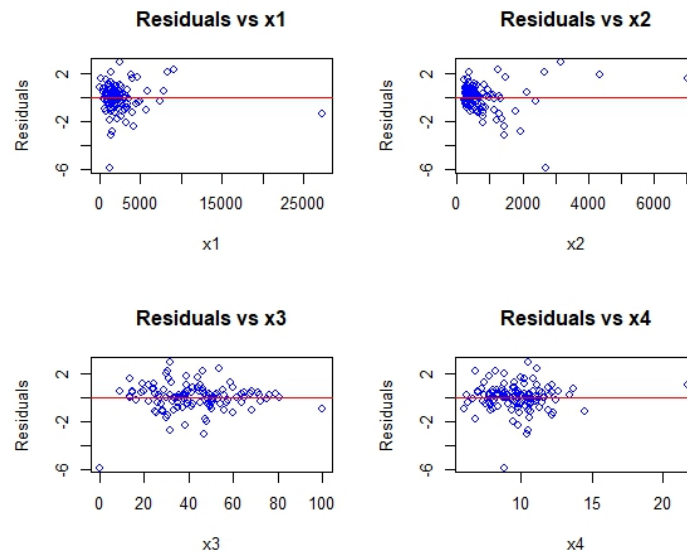 Residuals vs x1
Residuals
2
-2
-6
0
5000
15000
25000
x1
Residuals vs x2
Residuals
2
-2
-6
0
2000
4000
6000
x2
Residuals vs x3
Residuals
2
-2
-6
0
20
40
60
80
100
x3
Residuals vs x4
Residuals
2
-2
-6
10
15
20
x4